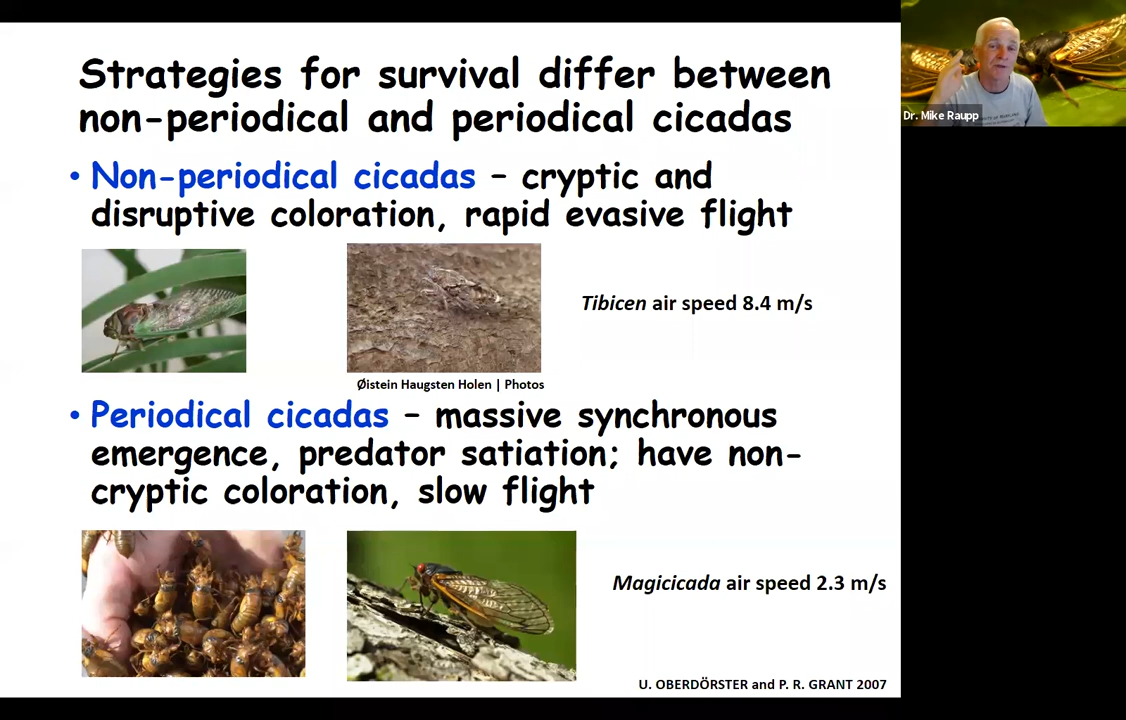 Strategies for survival differ between
non-periodical and periodical cicadas
• Non-periodical cicadas – cryptic and
disruptive coloration, rapid evasive flight
Tibicen air speed 8.4 m/s
Øistein Haugsten Holen | Photos
• Periodical cicadas – massive synchronous
emergence, predator satiation; have non-
cryptic coloration, slow flight
Magicicada air speed 2.3 m/s
U. OBERDÖRSTER and P. R. GRANT 2007
Dr. Mike Raupp